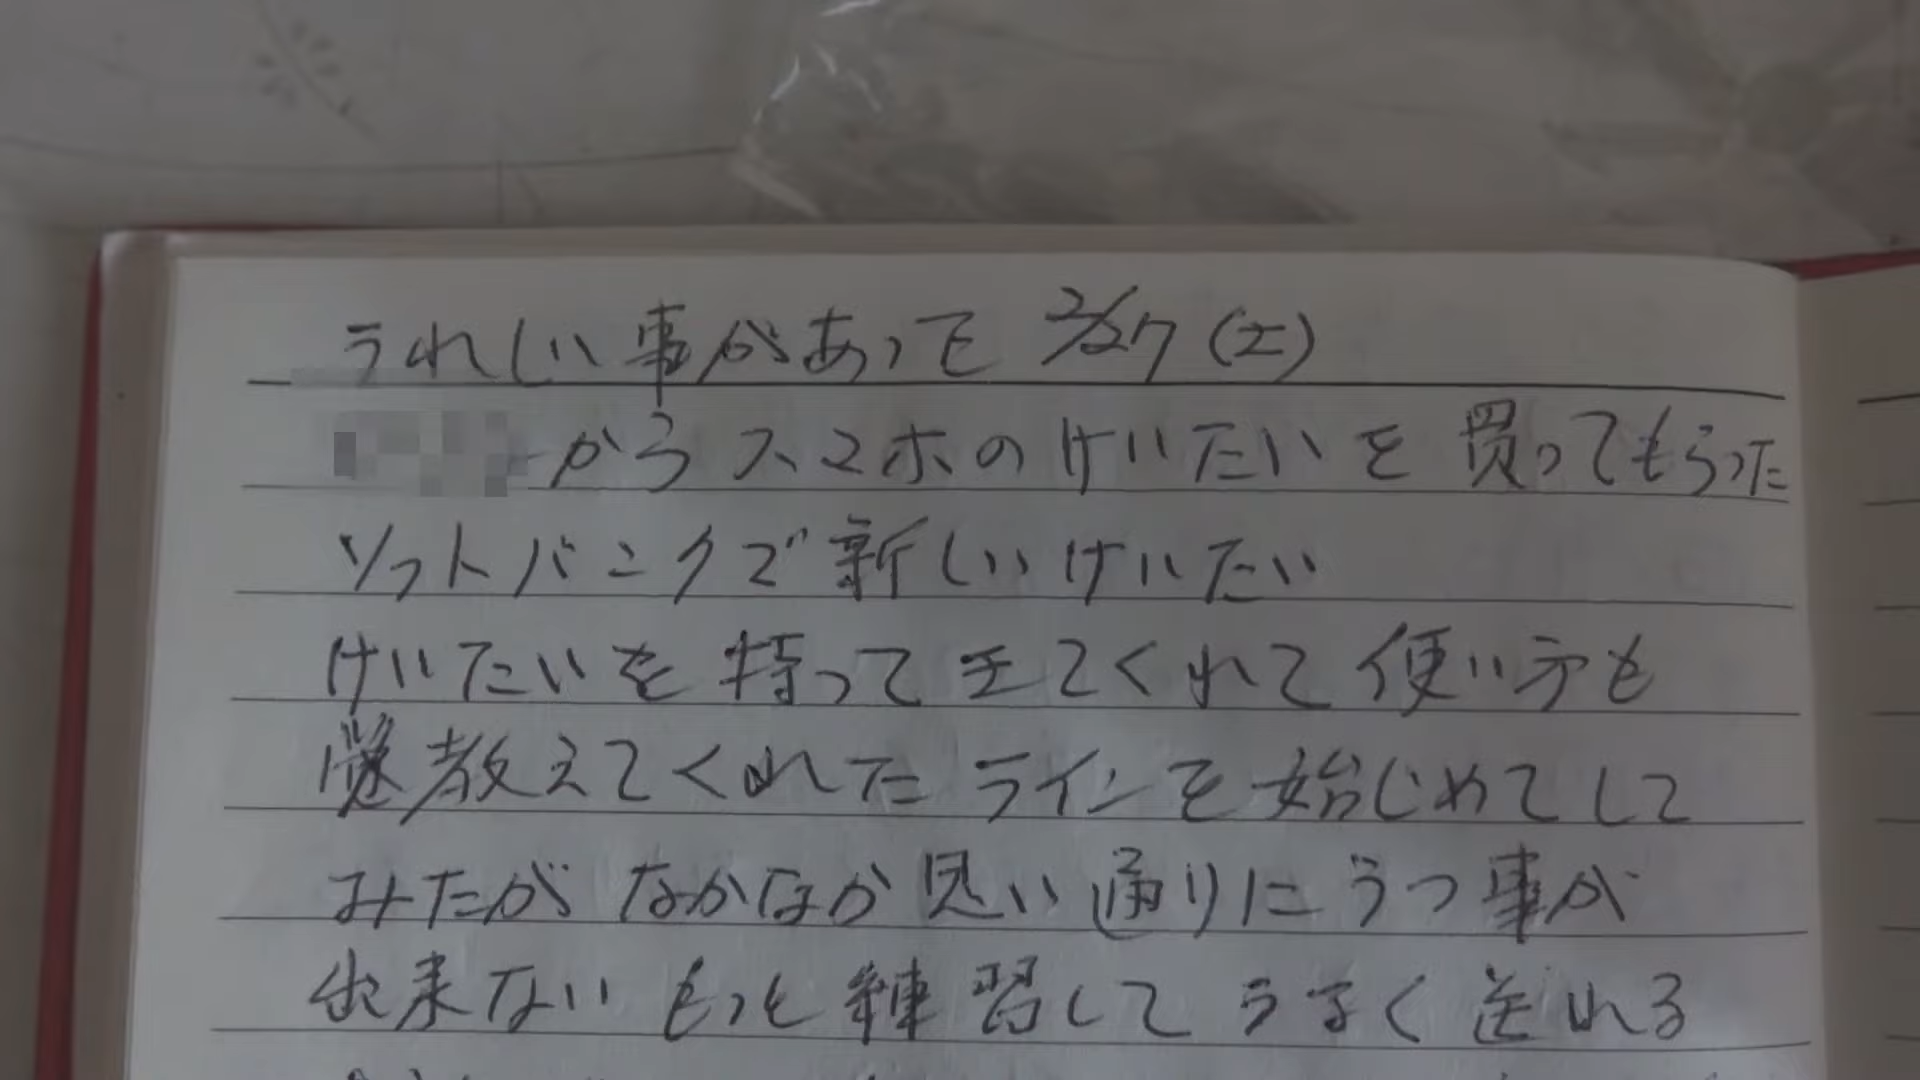 うれしい事があって 2/27 (土)
からスマホのけいたいを買ってもらった
ソフトバンクで新しいけいたい
けいたいを持って来てくれて使い方も
教えてくれたラインを始じめてして
みたがなかなか思い通りにうつ事が
出来ないもっと練習してうまく送れる